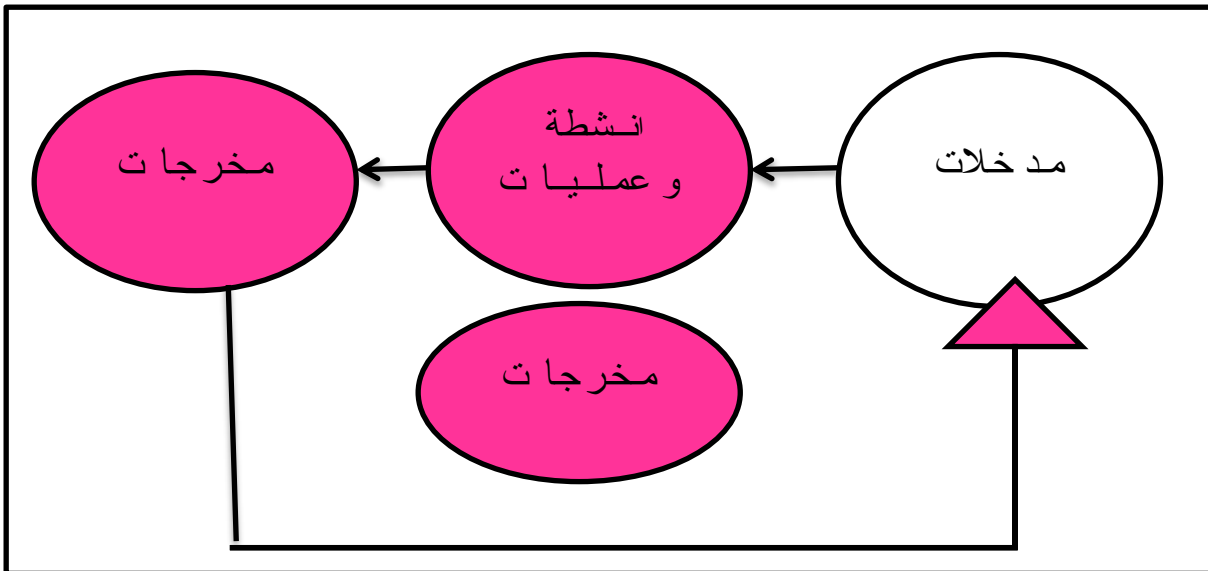 مدخلات
انشطة
وعمليات
مخرجات
مخرجات